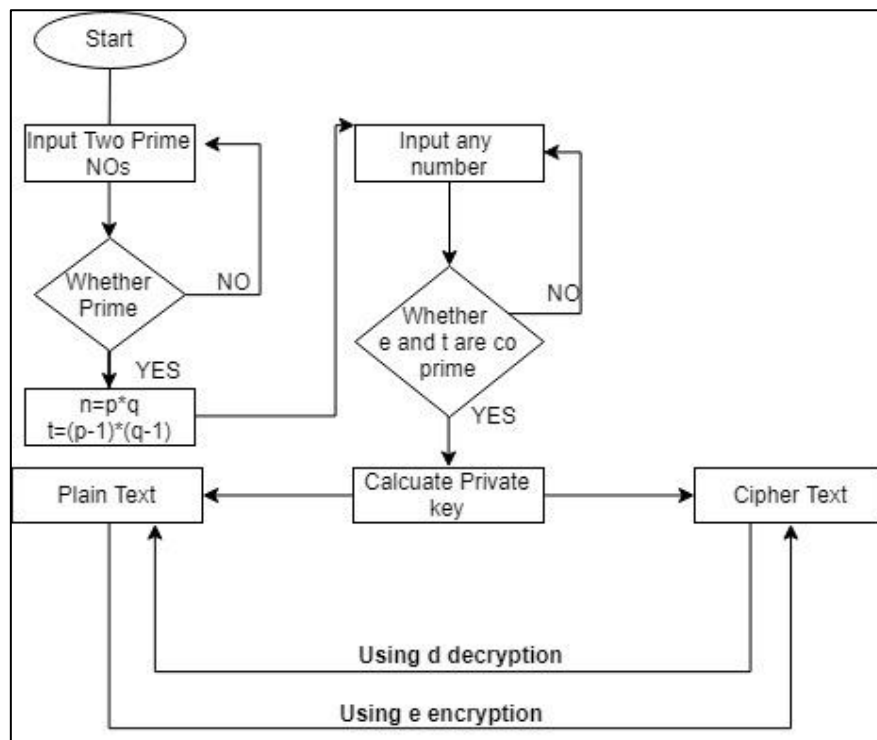 Start
Input Two Prime
NOs
Whether
Prime
NO
YES
n=p*q
t=(p-1)*(q-1)
Input any
number
Whether
e and t are co
prime
NO
YES
Calcuate Private
key
Plain Text
Cipher Text
Using d decryption
Using e encryption